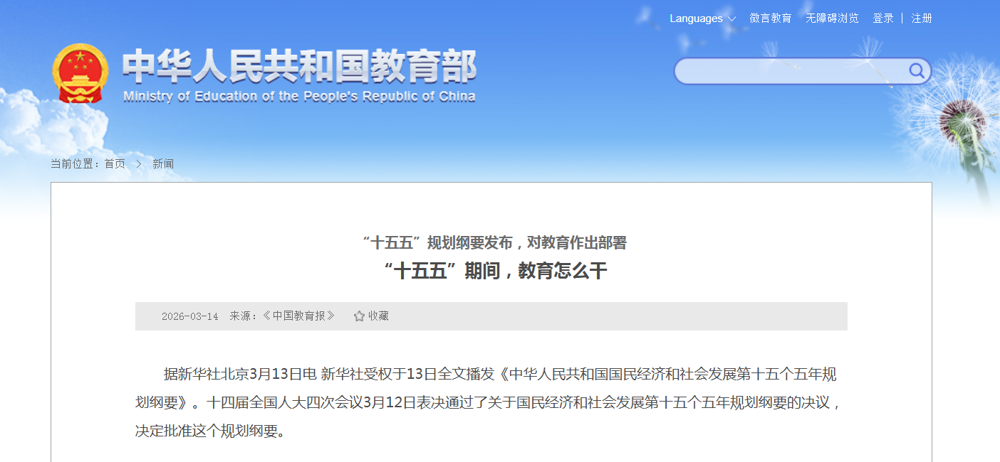 Languages 微言教育 无障碍浏览 登录 | 注册
中华人民共和国教育部
Ministry of Education of the People's Republic of China
当前位置：首页 > 新闻
“十五五”规划纲要发布，对教育作出部署
“十五五”期间，教育怎么干
2026-03-14 来源：《中国教育报》 收藏
据新华社北京3月13日电 新华社受权于13日全文播发《中华人民共和国国民经济和社会发展第十五个五年规
划纲要》。十四届全国人大四次会议3月12日表决通过了关于国民经济和社会发展第十五个五年规划纲要的决议，
决定批准这个规划纲要。